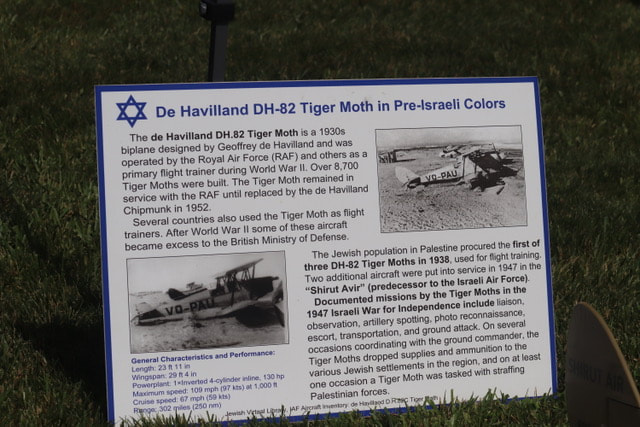 De Havilland DH-82 Tiger Moth in Pre-Israeli Colors
The de Havilland DH.82 Tiger Moth is a 1930s
biplane designed by Geoffrey de Havilland and was
operated by the Royal Air Force (RAF) and others as a
primary flight trainer during World War II. Over 8,700
Tiger Moths were built. The Tiger Moth remained in
service with the RAF until replaced by the de Havilland
Chipmunk in 1952.
Several countries also used the Tiger Moth as flight
trainers. After World War II some of these aircraft
became excess to the British Ministry of Defense.
VQ-PAU
VQ-PAU
The Jewish population in Palestine procured the first of
three DH-82 Tiger Moths in 1938, used for flight training.
Two additional aircraft were put into service in 1947 in the
"Shirut Avir" (predecessor to the Israeli Air Force).
Documented missions by the Tiger Moths in the
1947 Israeli War for Independence include liaison,
observation, artillery spotting, photo reconnaissance,
escort, transportation, and ground attack. On several
occasions coordinating with the ground commander, the
Tiger Moths dropped supplies and ammunition to the
various Jewish settlements in the region, and on at least
one occasion a Tiger Moth was tasked with straffing
Palestinian forces.
General Characteristics and Performance:
Length: 23 ft 11 in
Wingspan: 29 ft 4 in
Powerplant: 1×Inverted 4-cylinder inline, 130 hp
Maximum speed: 109 mph (97 kts) at 1,000 ft
Cruise speed: 67 mph (59 kts)
Range: 302 miles (250 nm)
Jewish Virtual Library, IAF Aircraft Inventory: de Havilland Tiger Moth
AIR